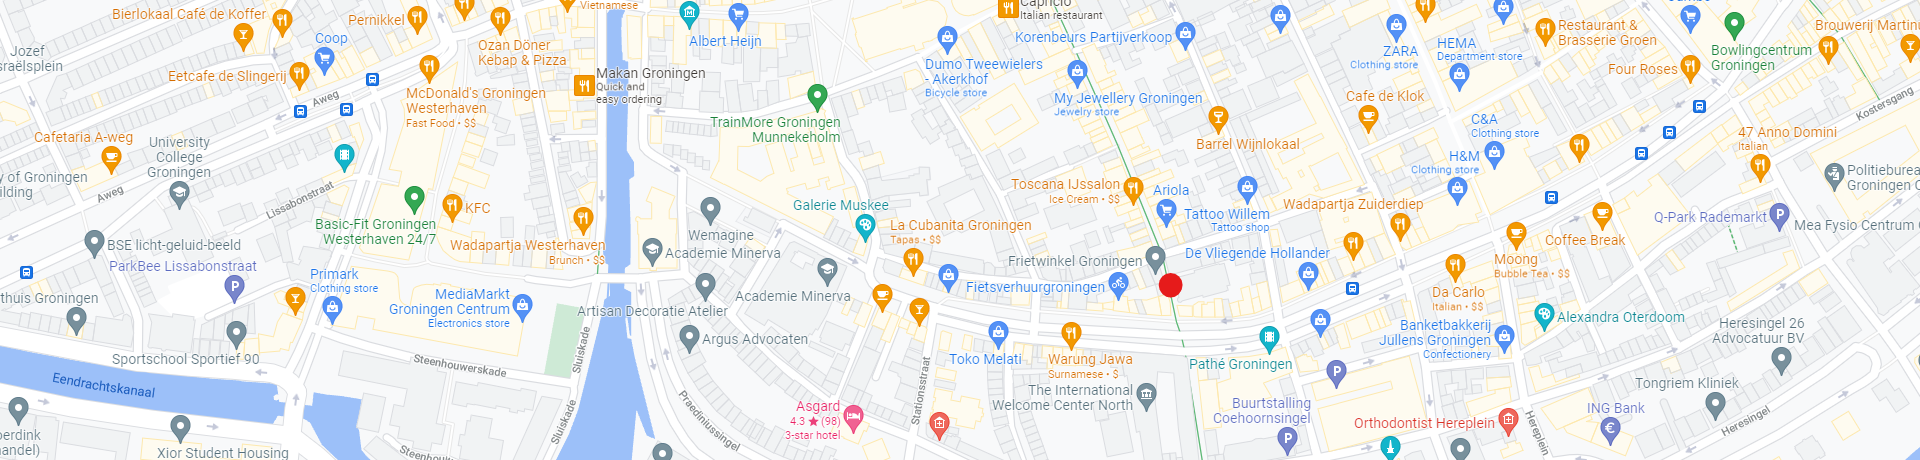 Bierlokaal Café de Koffer
Pernikkel
Coop
Ozan Döner
Kebap & Pizza
Vietnamese
Albert Heijn
Capricio
Italian restaurant
Korenbeurs Partijverkoop
ZARA
Clothing store
HEMA
Department store
Restaurant &
Brasserie Groen
Bowlingcentrum
Groningen
Brouwerij Martinu
Jozef
sraëlsplein
Eetcafe de Slingerij
Aweg
McDonald's Groningen
Westerhaven
Fast Food • $$
Makan Groningen
Quick and
easy ordering
Dumo Tweewielers
- Akerkhof
Bicycle store
My Jewellery Groningen
Jewelry store
Four Roses
Cafe de Klok
C&A
Clothing store
Kostersgang
Cafetaria A-weg
University
College
Groningen
TrainMore Groningen
Munnekeholm
Barrel Wijnlokaal
H&M
Clothing store
47 Anno Domini
Italian
Politiebureau
Groningen C
y of Groningen
ilding
Aweg
Lissabonstraat
KFC
Basic-Fit Groningen
Westerhaven 24/7
Toscana IJssalon
Ice Cream • $$
Ariola
Tattoo Willem
Tattoo shop
Wadapartja Zuiderdiep
Q-Park Rademarkt
Mea Fysio Centrum
Galerie Muskee
La Cubanita Groningen
Tapas • $$
BSE licht-geluid-beeld
ParkBee Lissabonstraat
Wadapartja Westerhaven
Brunch • $$
Wemagine
Academie Minerva
Frietwinkel Groningen
De Vliegende Hollander
Coffee Break
Moong
Bubble Tea • $$
Primark
Clothing store
MediaMarkt
Groningen Centrum
Electronics store
Academie Minerva
Fietsverhuurgroningen
Da Carlo
Italian • $$
thuis Groningen
Artisan Decoratie Atelier
Argus Advocaten
Alexandra Oterdoom
Banketbakkerij
Jullens Groningen
Confectionery
Heresingel 26
Advocatuur BV
Sportschool Sportief 90
Steenhouwerskade
Sluiskade
Toko Melati
Warung Jawa
Surnamese • $
Pathé Groningen
Eendrachtskanaal
Stationsstraat
The International
Welcome Center North
Tongriem Kliniek
Praediniussingel
Asgard
4.3 ★ (98)
3-star hotel
Buurtstalling
Coehoornsingel
Orthodontist Hereplein
Hereplein
ING Bank
Heresingel
Sluiskade
Xior Student Housing
Steenhou